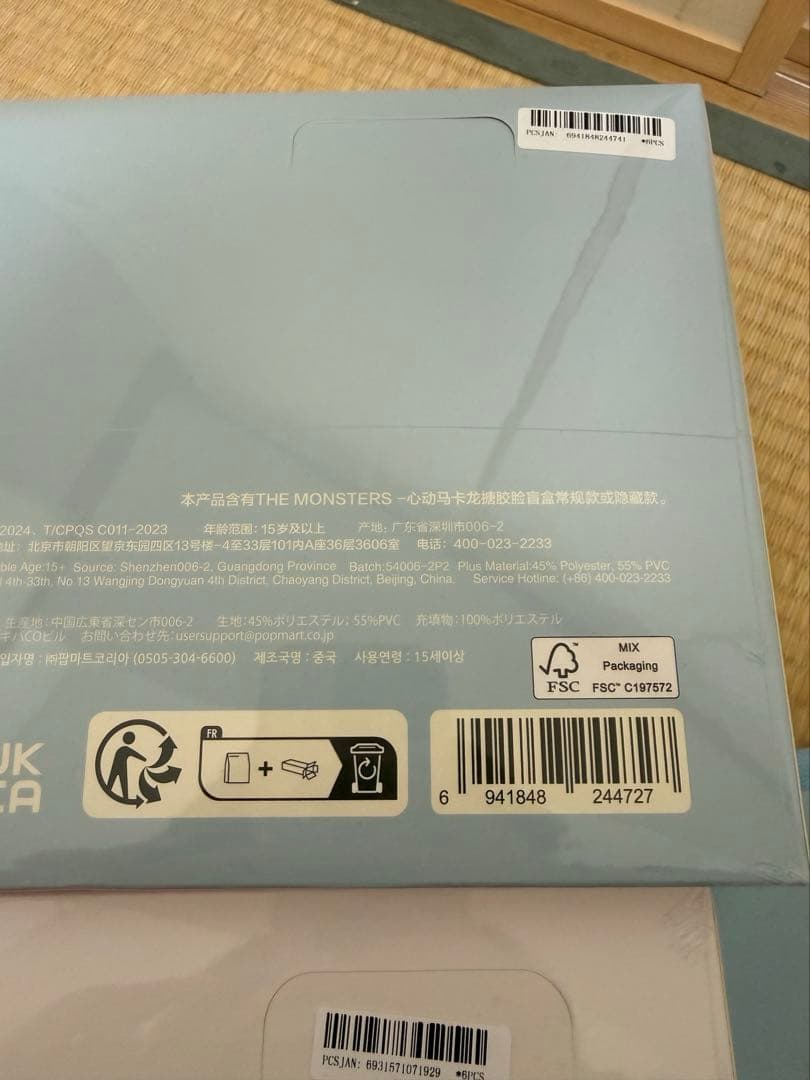 PCSJAN: 6941848244741 *6PCS
本产品含有THE MONSTERS -心动马卡龙搪胶脸盲盒常规款或隐藏款。
2024、T/CPQS C011-2023 年龄范围: 15岁及以上 产地: 广东省深圳市006-2
址: 北京市朝阳区望京东园四区13号楼-4至33层101内A座36层3606室 电话: 400-023-2233
ble Age:15+ Source: Shenzhen006-2, Guangdong Province Batch:54006-2P2 Plus Material:45% Polyester, 55% PVC
4th-33th, No 13 Wangjing Dongyuan 4th District, Chaoyang District, Beijing, China. Service Hotline: (+86) 400-023-2233
生産地: 中国広東省深セン市006-2 生地: 45%ポリエステル; 55%PVC 充填物: 100%ポリエステル
キハCOビル お問い合わせ先: usersupport@popmart.co.jp
입자명 : ㈜팝마트코리아 (0505-304-6600) 제조국명 : 중국 사용연령 : 15세이상
MIX
Packaging
FSC FSC™ C197572
UK
CA
FR
+
6 941848 244727
PCSJAN: 6931571071929 *6PCS